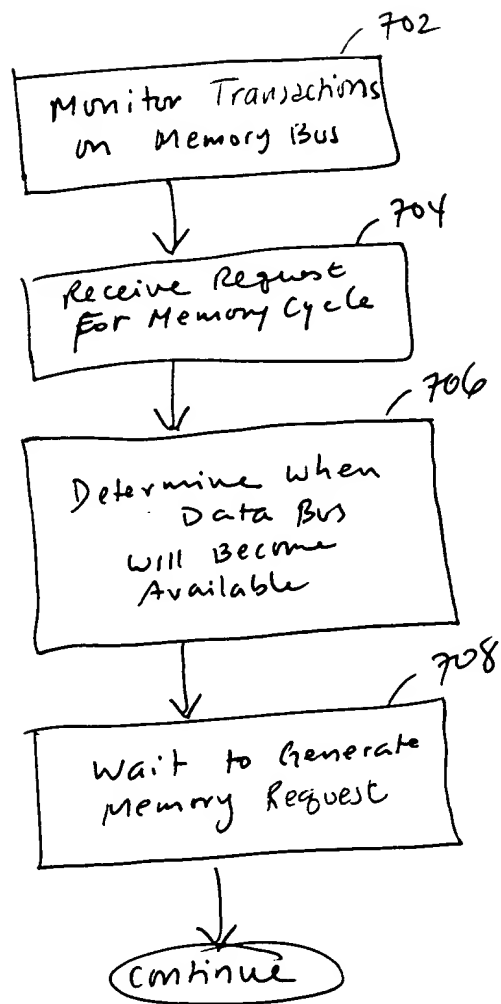 702
Monitor Transactions
on Memory Bus
704
Receive Request
For Memory Cycle
706
Determine when
Data Bus
will Become
Available
708
Wait to Generate
Memory Request
continue